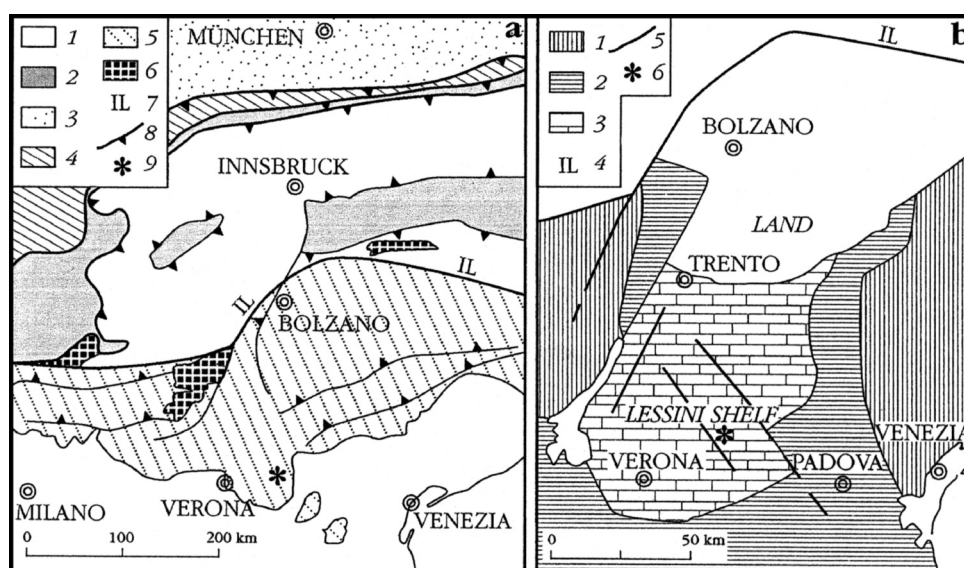 a
1
2
3
4
5
6
IL 7
8
9
MÜNCHEN
INNSBRUCK
IL
IL
BOLZANO
MILANO
VERONA
VENEZIA
0 100 200 km
b
1
2
3
IL 4
5
6
IL
BOLZANO
LAND
TRENTO
LESSINI SHELF
VENEZIA
VERONA
PADOVA
0 50 km